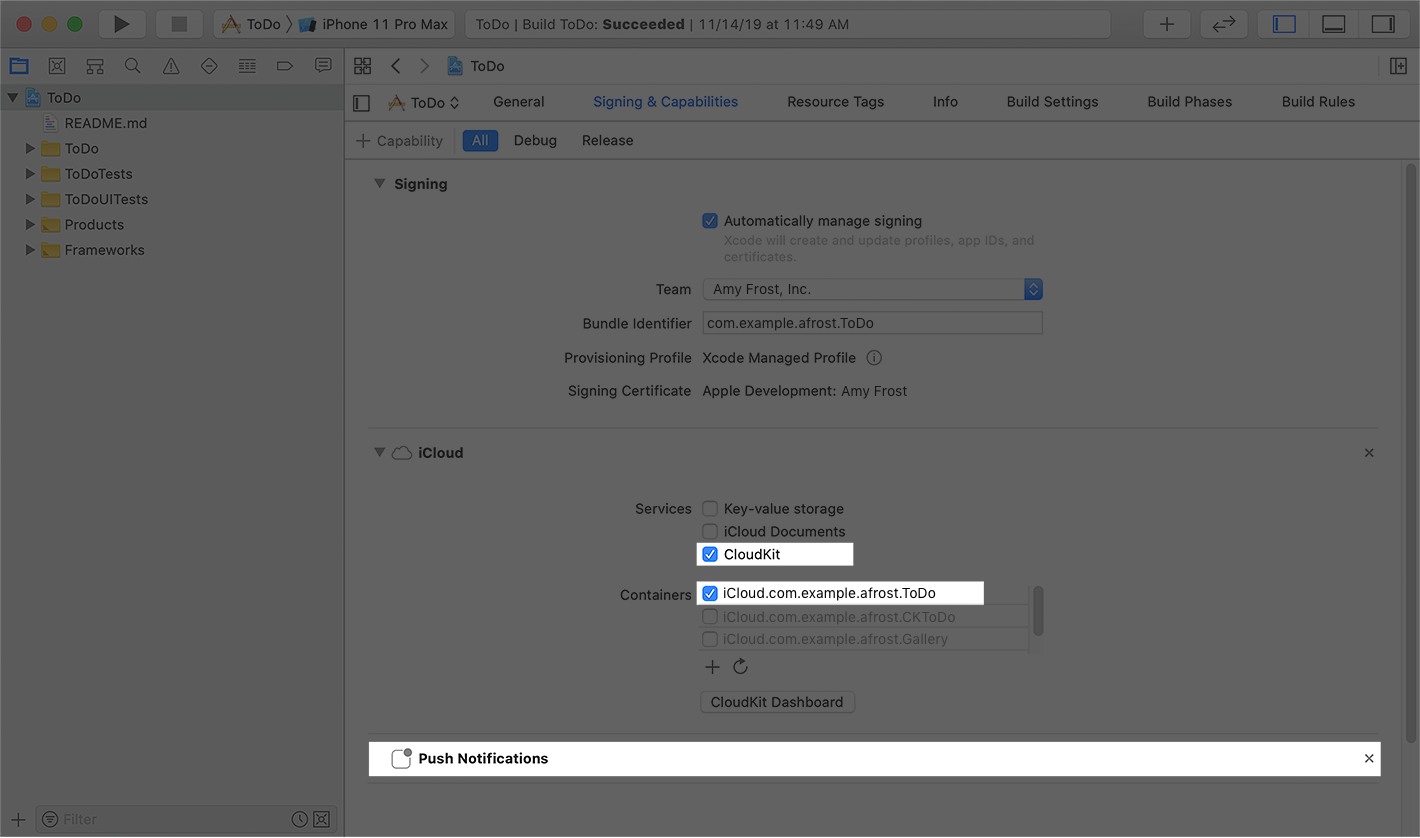 ToDo 〉 iPhone 11 Pro Max
ToDo | Build ToDo: Succeeded | 11/14/19 at 11:49 AM
ToDo
ToDo
README.md
ToDo
ToDoTests
ToDoUITests
Products
Frameworks
Filter
ToDo General Signing & Capabilities Resource Tags Info Build Settings Build Phases Build Rules
+ Capability All Debug Release
Signing
Automatically manage signing
Xcode will create and update profiles, app IDs, and
certificates.
Team Amy Frost, Inc.
Bundle Identifier com.example.afrost.ToDo
Provisioning Profile Xcode Managed Profile
Signing Certificate Apple Development: Amy Frost
iCloud
Services Key-value storage
iCloud Documents
CloudKit
Containers iCloud.com.example.afrost.ToDo
iCloud.com.example.afrost.CKToDo
iCloud.com.example.afrost.Gallery
CloudKit Dashboard
Push Notifications